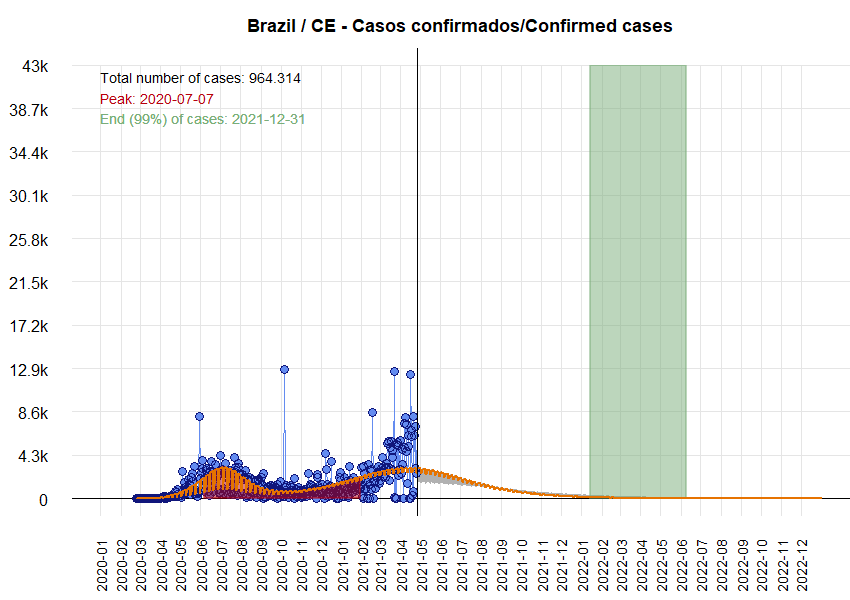 Brazil / CE - Casos confirmados/Confirmed cases
43k
Total number of cases: 964.314
Peak: 2020-07-07
38.7k
End (99%) of cases: 2021-12-31
34.4k
30.1k
25.8k
21.5k
17.2k
12.9k
8.6k
4.3k
0
2020-01
2020-02
2020-03
2020-04
2020-05
2020-06
2020-07
2020-08
2020-09
2020-10
2020-11
2020-12
2021-01
2021-02
2021-03
2021-04
2021-05
2021-06
2021-07
2021-08
2021-09
2021-10
2021-11
2021-12
2022-01
2022-02
2022-03
2022-04
2022-05
2022-06
2022-07
2022-08
2022-09
2022-10
2022-11
2022-12